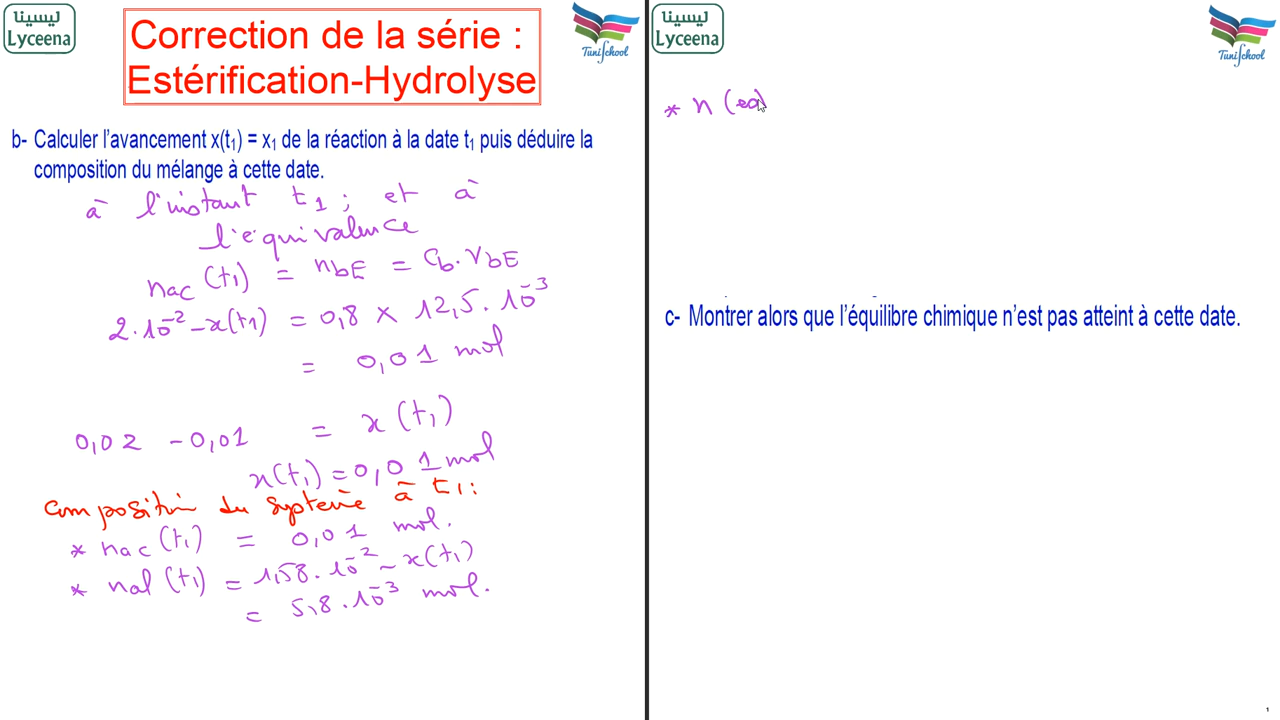 ليسينا
Lyceena
Correction de la série :
Estérification-Hydrolyse
TuniSchool
b- Calculer l'avancement x(t₁) = x₁ de la réaction à la date t₁ puis déduire la
composition du mélange à cette date.
à l'instant t₁ ; et à
l'équivalence
nac (t₁) = nbE = Cb. VbE
2.10⁻² - x(t₁) = 0,8 × 12,5.10⁻³
= 0,01 mol
0,02 - 0,01 = x(t₁)
x(t₁) = 0,01 mol
Composition du système à t₁ :
* nac (t₁) = 0,01 mol.
* nal (t₁) = 1,58.10⁻² - x(t₁)
= 5,8.10⁻³ mol.
ليسينا
Lyceena
TuniSchool
* n (ea)
c- Montrer alors que l'équilibre chimique n'est pas atteint à cette date.
1